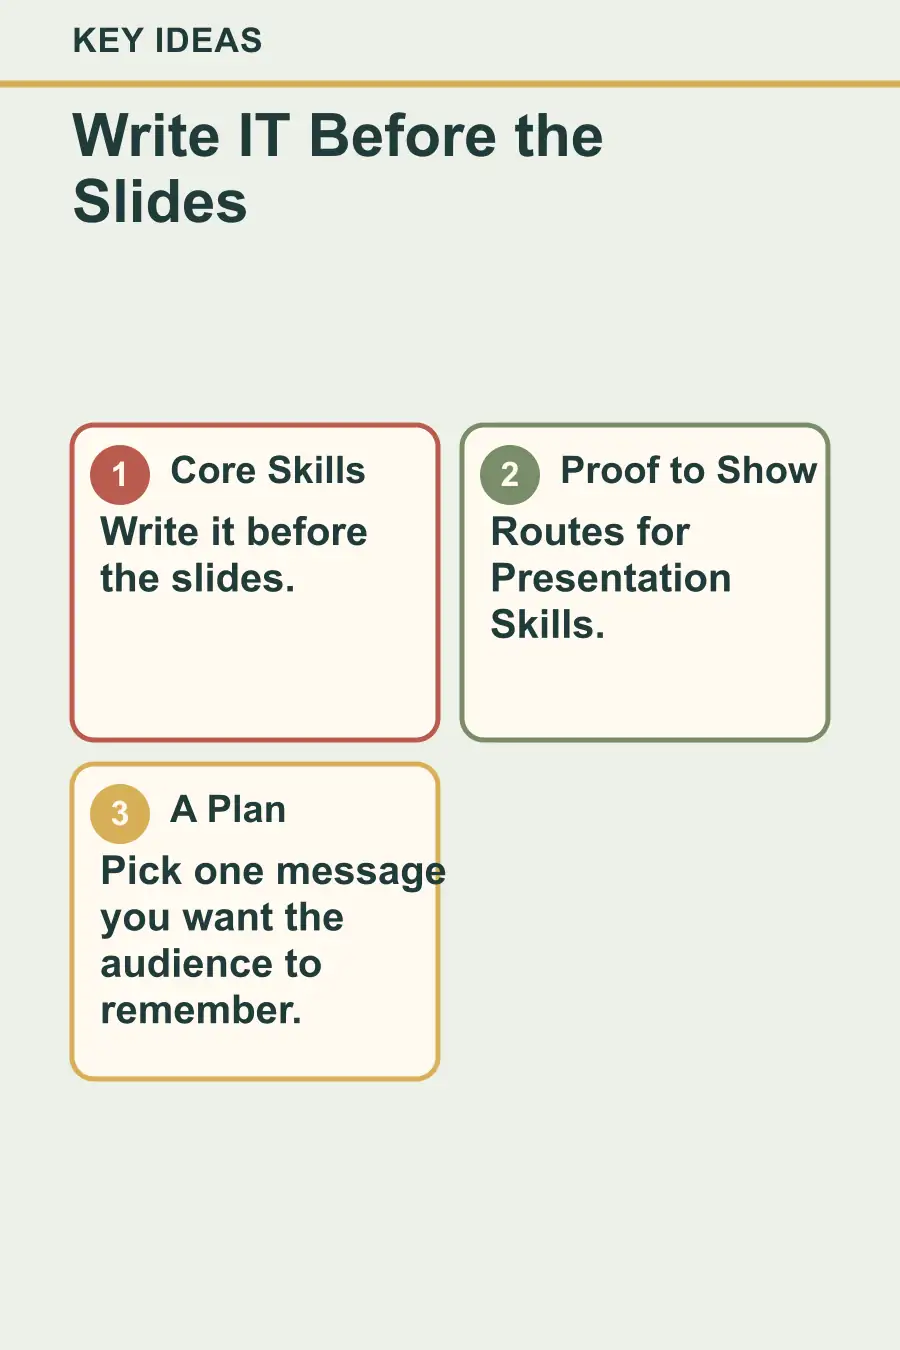 KEY IDEAS
Write IT Before the
Slides
1 Core Skills
Write it before
the slides.
2 Proof to Show
Routes for
Presentation
Skills.
3 A Plan
Pick one message
you want the
audience to
remember.